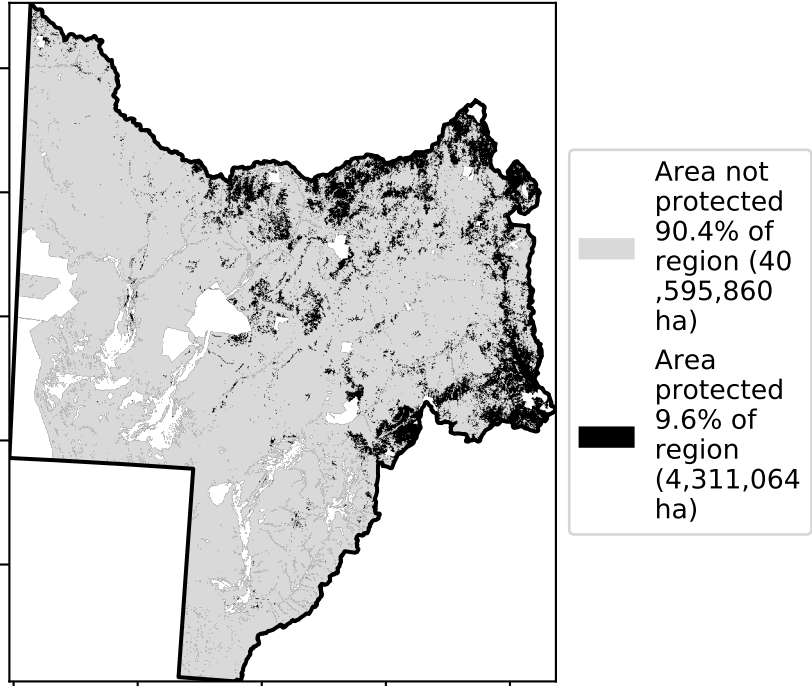 Area not
protected
90.4% of
region (40
,595,860
ha)
Area
protected
9.6% of
region
(4,311,064
ha)